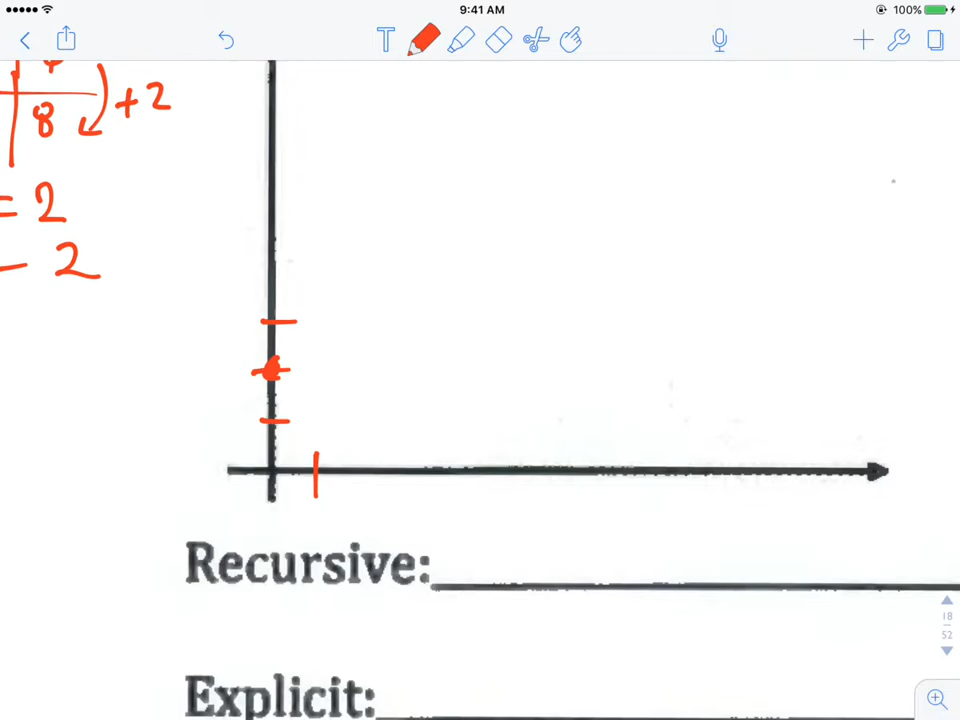 9:41 AM
100%
T
8 +2
= 2
- 2
Recursive:
Explicit:
18
52